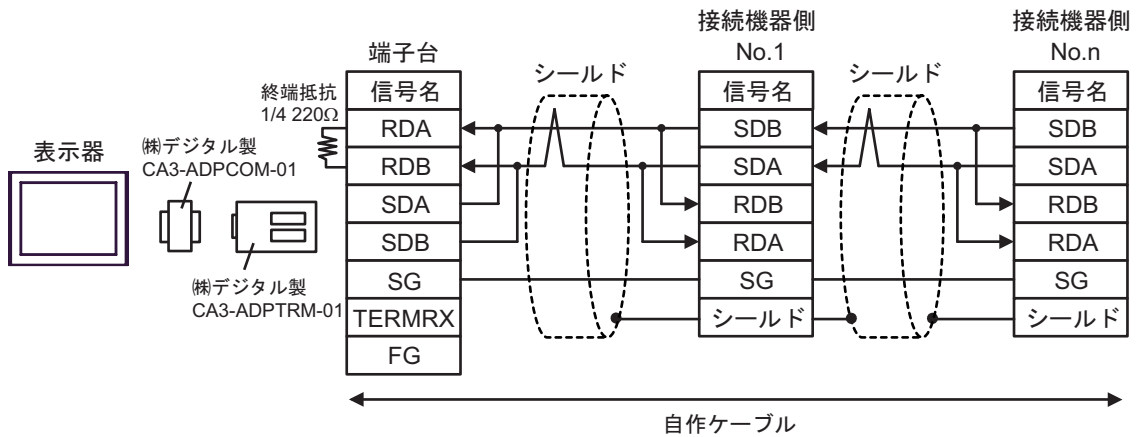 表示器
㈱デジタル製
CA3-ADPCOM-01
㈱デジタル製
CA3-ADPTRM-01
終端抵抗
1/4 220Ω
端子台
信号名
RDA
RDB
SDA
SDB
SG
TERMRX
FG
シールド
接続機器側
No.1
信号名
SDB
SDA
RDB
RDA
SG
シールド
シールド
接続機器側
No.n
信号名
SDB
SDA
RDB
RDA
SG
シールド
自作ケーブル